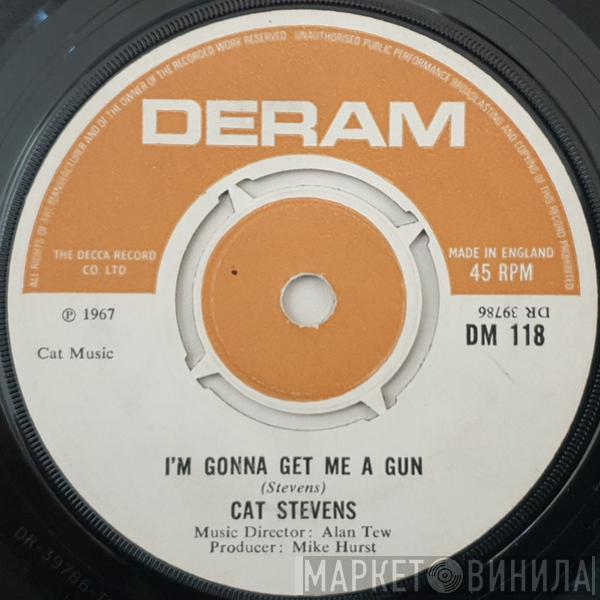 ALL RIGHTS OF THE MANUFACTURER AND OF THE OWNER OF THE RECORDED WORK RESERVED. UNAUTHORISED PUBLIC PERFORMANCE BROADCASTING AND COPYING OF THIS RECORD PROHIBITED
DERAM
THE DECCA RECORD
CO. LTD
MADE IN ENGLAND
45 RPM
℗ 1967
DR 39786
DM 118
Cat Music
I'M GONNA GET ME A GUN
(Stevens)
CAT STEVENS
Music Director: Alan Tew
Producer: Mike Hurst
DR-39786-T
МАРКЕТ ВИНИЛА